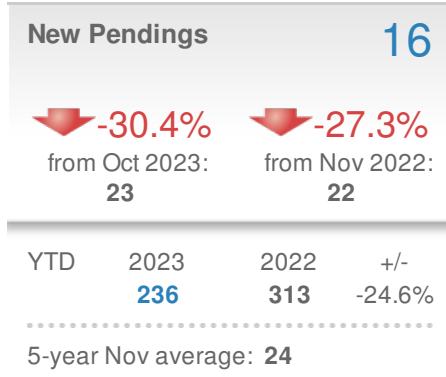 New Pendings 16
-30.4% -27.3%
from Oct 2023: from Nov 2022:
23 22
YTD 2023 2022 +/-
236 313 -24.6%
5-year Nov average: 24